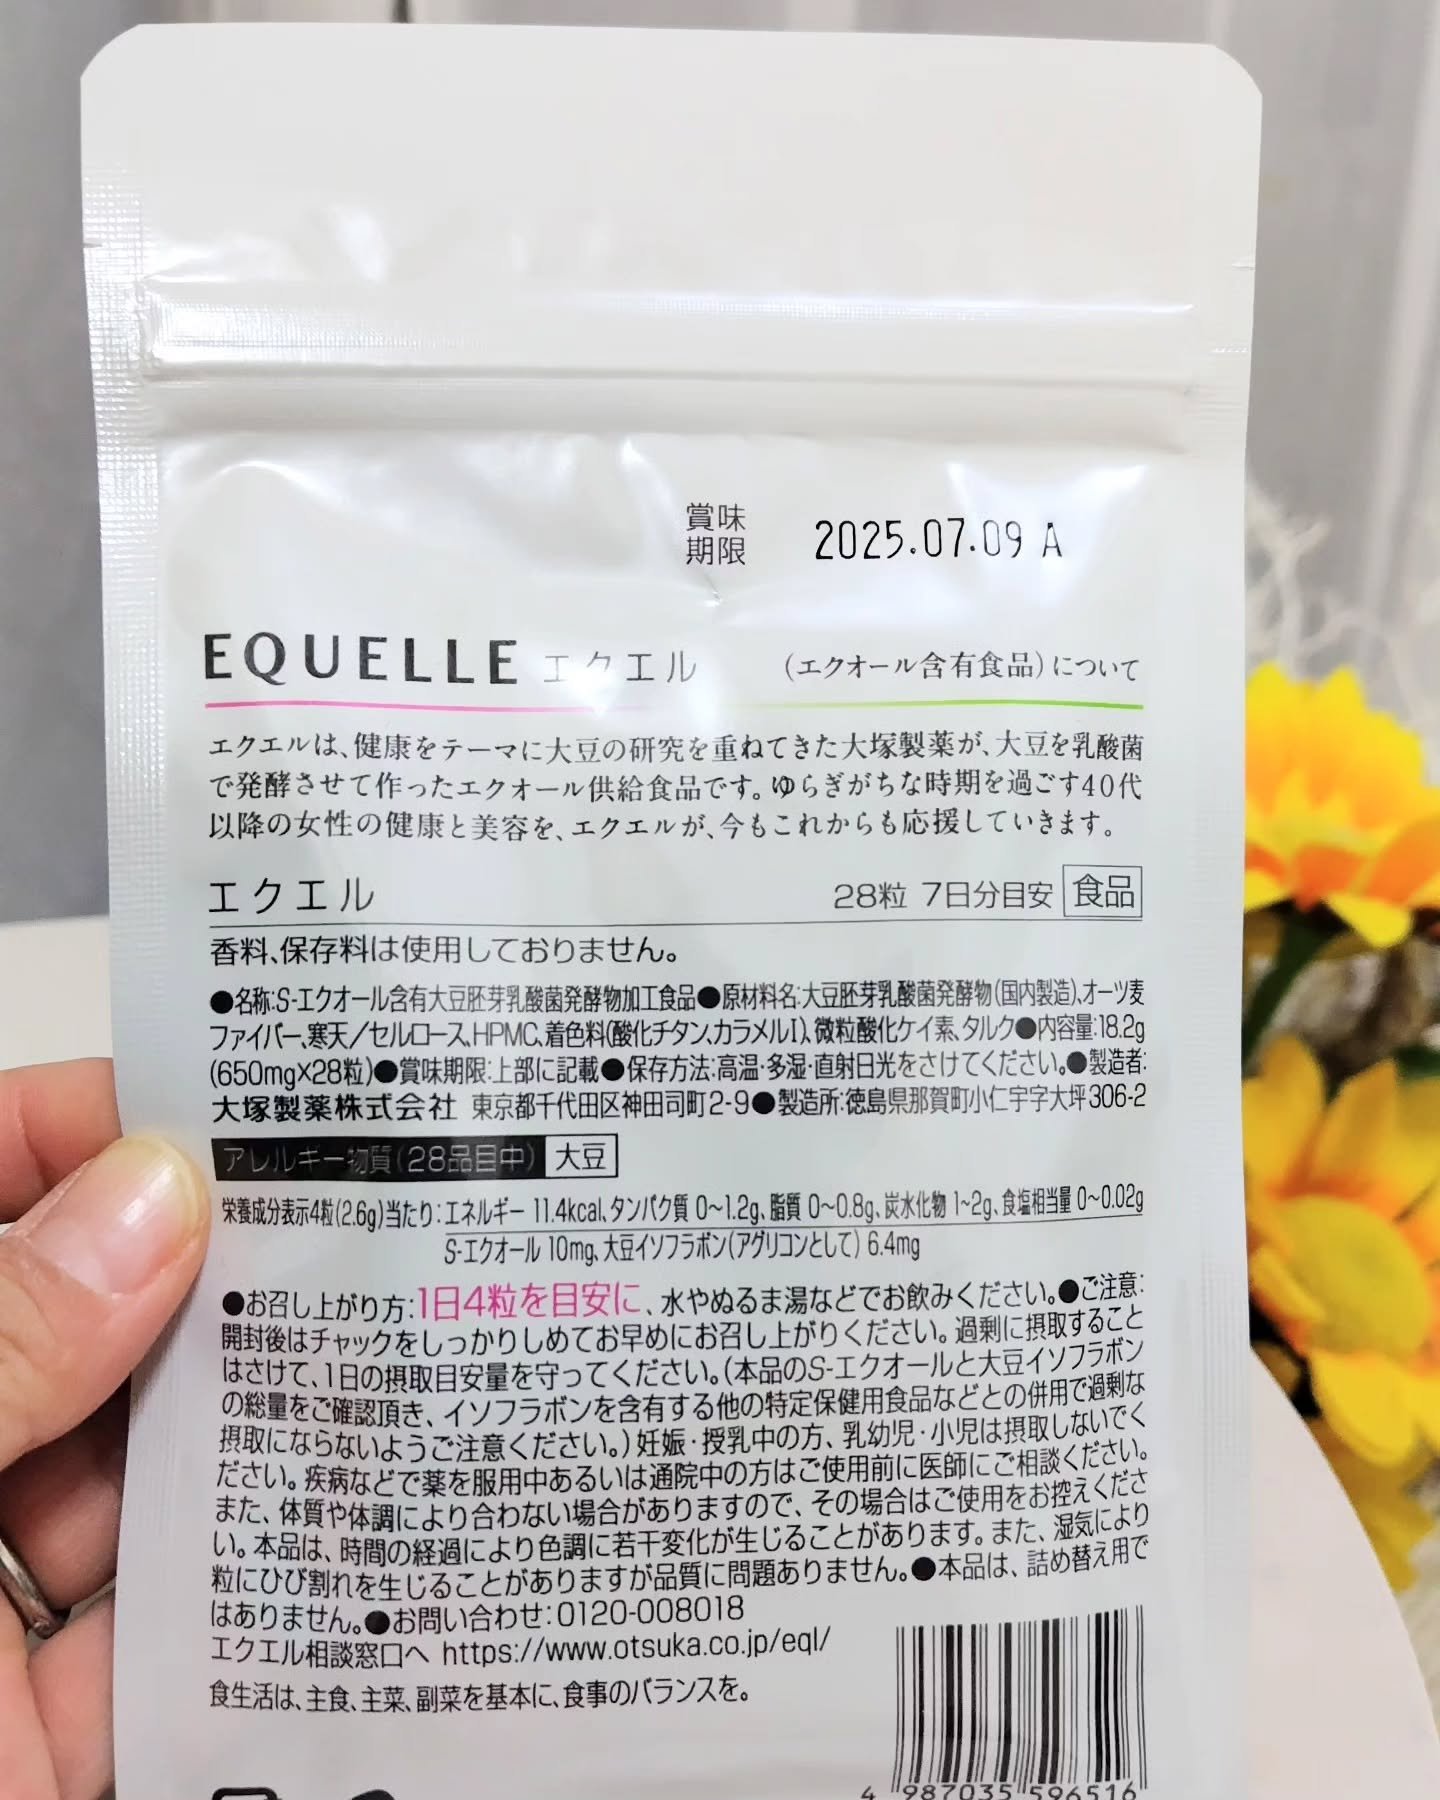 賞味
期限 2025.07.09 A
EQUELLE エクエル (エクオール含有食品)について
エクエルは、健康をテーマに大豆の研究を重ねてきた大塚製薬が、大豆を乳酸菌
で発酵させて作ったエクオール供給食品です。ゆらぎがちな時期を過ごす40代
以降の女性の健康と美容を、エクエルが、今もこれからも応援していきます。
エクエル 28粒 7日分目安 食品
香料、保存料は使用しておりません。
●名称:S-エクオール含有大豆胚芽乳酸菌発酵物加工食品●原材料名:大豆胚芽乳酸菌発酵物(国内製造)、オーツ麦
ファイバー、寒天／セルロース、HPMC、着色料(酸化チタン、カラメルI)、微粒酸化ケイ素、タルク●内容量:18.2g
(650mg×28粒)●賞味期限:上部に記載●保存方法:高温・多湿・直射日光をさけてください。●製造者:
大塚製薬株式会社 東京都千代田区神田司町2-9●製造所:徳島県那賀町小仁宇字大坪306-2
アレルギー物質(28品目中) 大豆
栄養成分表示4粒(2.6g)当たり:エネルギー 11.4kcal、タンパク質 0〜1.2g、脂質 0〜0.8g、炭水化物 1〜2g、食塩相当量 0〜0.02g
S-エクオール 10mg、大豆イソフラボン(アグリコンとして) 6.4mg
●お召し上がり方:1日4粒を目安に、水やぬるま湯などでお飲みください。●ご注意:
開封後はチャックをしっかりしめてお早めにお召し上がりください。過剰に摂取すること
はさけて、1日の摂取目安量を守ってください。(本品のS-エクオールと大豆イソフラボン
の総量をご確認頂き、イソフラボンを含有する他の特定保健用食品などとの併用で過剰な
摂取にならないようご注意ください。)妊娠・授乳中の方、乳幼児・小児は摂取しないでく
ださい。疾病などで薬を服用中あるいは通院中の方はご使用前に医師にご相談ください。
また、体質や体調により合わない場合がありますので、その場合はご使用をお控えくださ
い。本品は、時間の経過により色調に若干変化が生じることがあります。また、湿気により
粒にひび割れを生じることがありますが品質に問題ありません。●本品は、詰め替え用で
はありません。●お問い合わせ:0120-008018
エクエル相談窓口へ https://www.otsuka.co.jp/eql/
食生活は、主食、主菜、副菜を基本に、食事のバランスを。
4 987035 596516